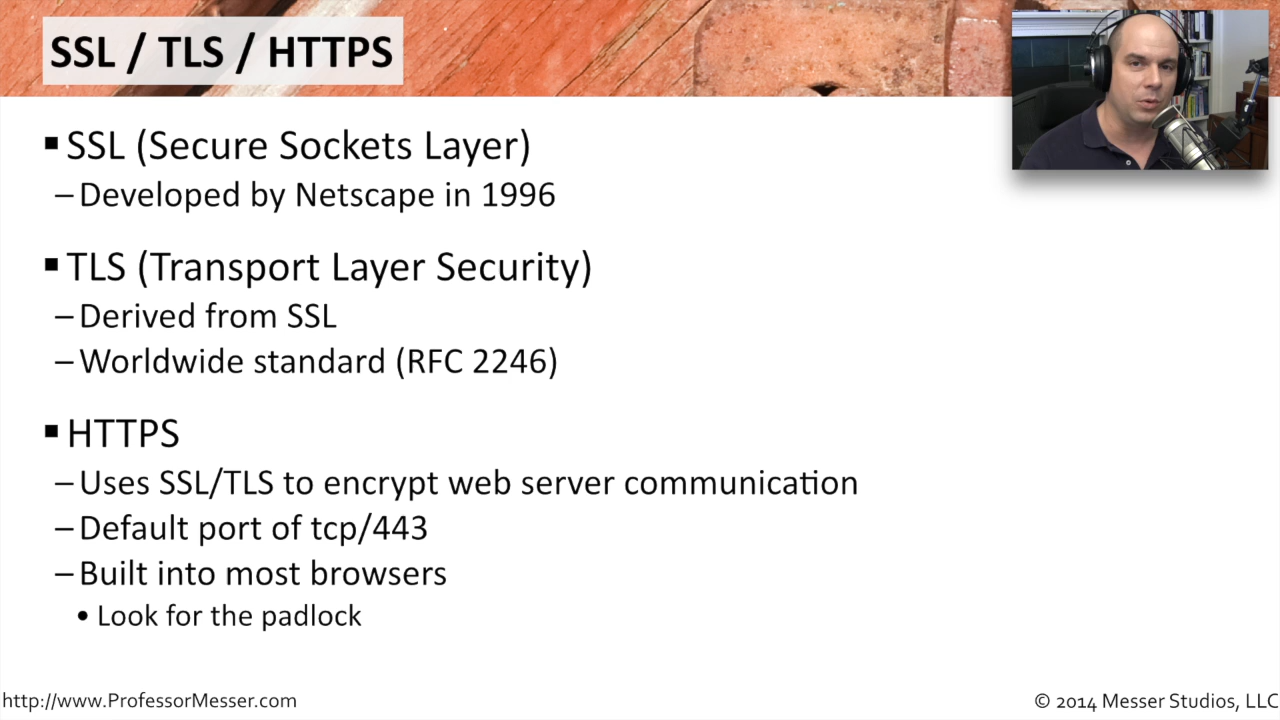 SSL / TLS / HTTPS
▪ SSL (Secure Sockets Layer)
– Developed by Netscape in 1996
▪ TLS (Transport Layer Security)
– Derived from SSL
– Worldwide standard (RFC 2246)
▪ HTTPS
– Uses SSL/TLS to encrypt web server communication
– Default port of tcp/443
– Built into most browsers
• Look for the padlock
http://www.ProfessorMesser.com
© 2014 Messer Studios, LLC